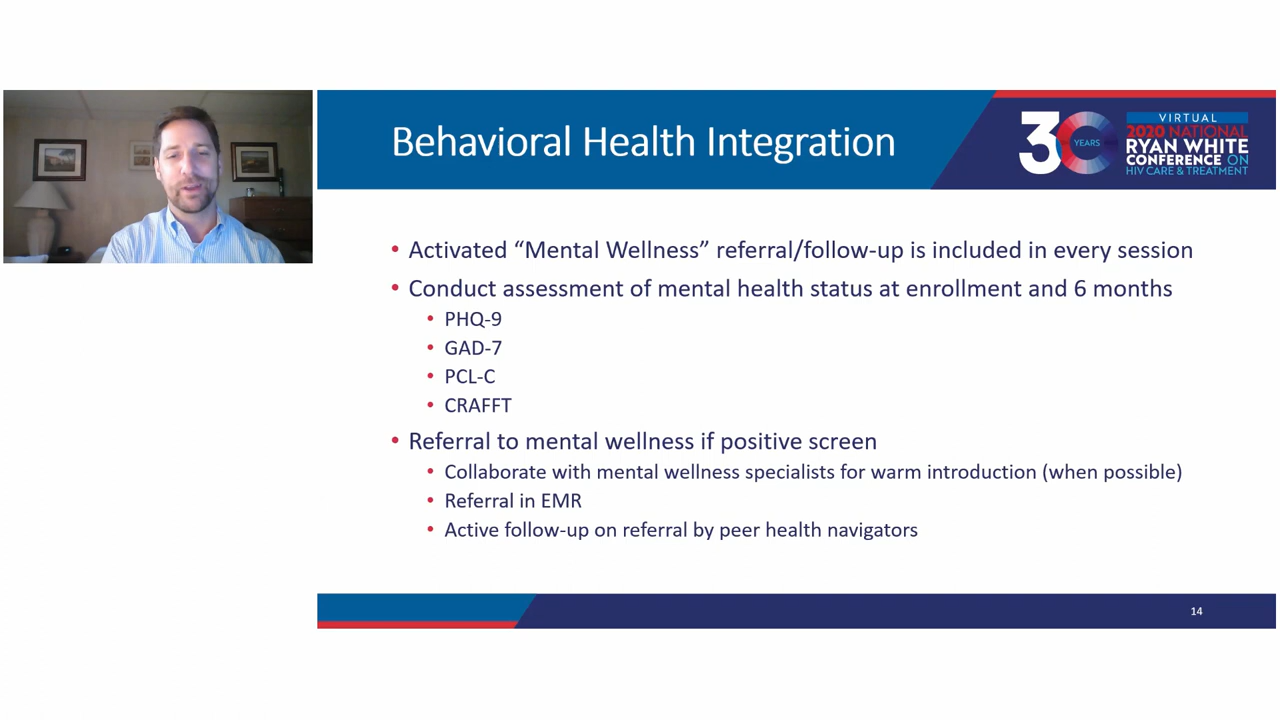 Behavioral Health Integration
30
YEARS
VIRTUAL
2020 NATIONAL
RYAN WHITE
CONFERENCE ON
HIV CARE & TREATMENT
• Activated “Mental Wellness” referral/follow-up is included in every session
• Conduct assessment of mental health status at enrollment and 6 months
• PHQ-9
• GAD-7
• PCL-C
• CRAFFT
• Referral to mental wellness if positive screen
• Collaborate with mental wellness specialists for warm introduction (when possible)
• Referral in EMR
• Active follow-up on referral by peer health navigators
14